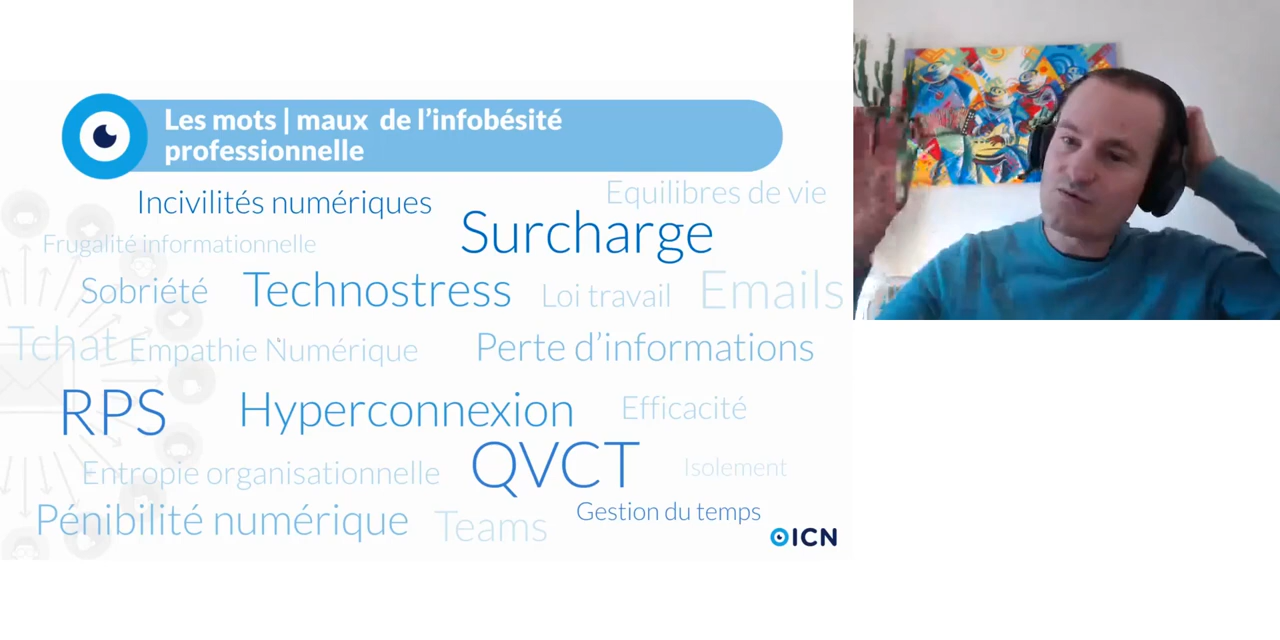 Les mots | maux de l'infobésité
professionnelle
Incivilités numériques
Equilibres de vie
Surcharge
Frugalité informationnelle
Sobriété
Technostress
Loi travail
Emails
Tchat
Empathie Numérique
Perte d'informations
RPS
Hyperconnexion
Efficacité
Entropie organisationnelle
QVCT
Isolement
Pénibilité numérique
Teams
Gestion du temps
OICN